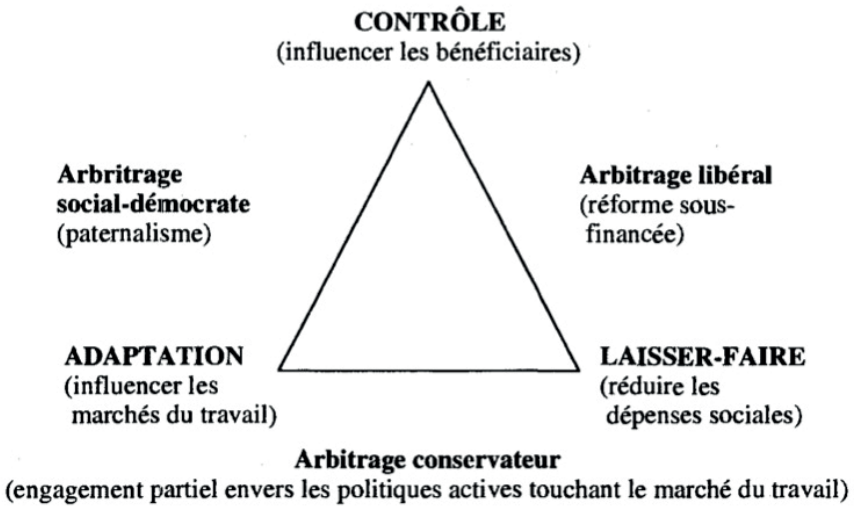 CONTRÔLE
(influencer les bénéficiaires)
Arbritrage
social-démocrate
(paternalisme)
Arbitrage libéral
(réforme sous-
financée)
ADAPTATION
(influencer les
marchés du travail)
LAISSER-FAIRE
(réduire les
dépenses sociales)
Arbitrage conservateur
(engagement partiel envers les politiques actives touchant le marché du travail)